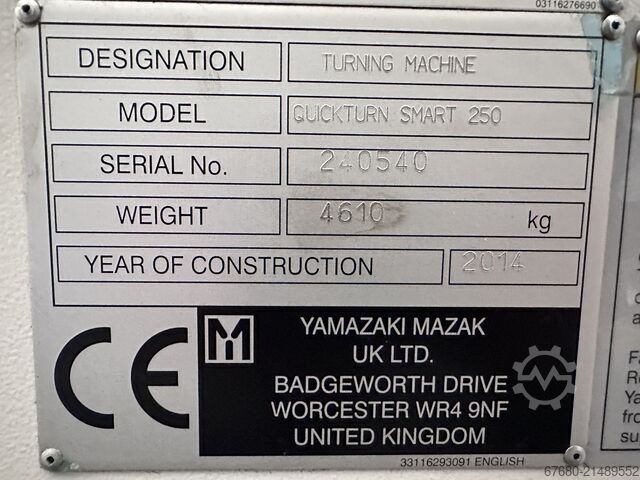 03116276690
DESIGNATION TURNING MACHINE
MODEL QUICKTURN SMART 250
SERIAL No. 240540
WEIGHT 4610 kg
YEAR OF CONSTRUCTION 2014
CE
M
YAMAZAKI MAZAK
UK LTD.
BADGEWORTH DRIVE
WORCESTER WR4 9NF
UNITED KINGDOM
33116293091 ENGLISH
67680-21489552